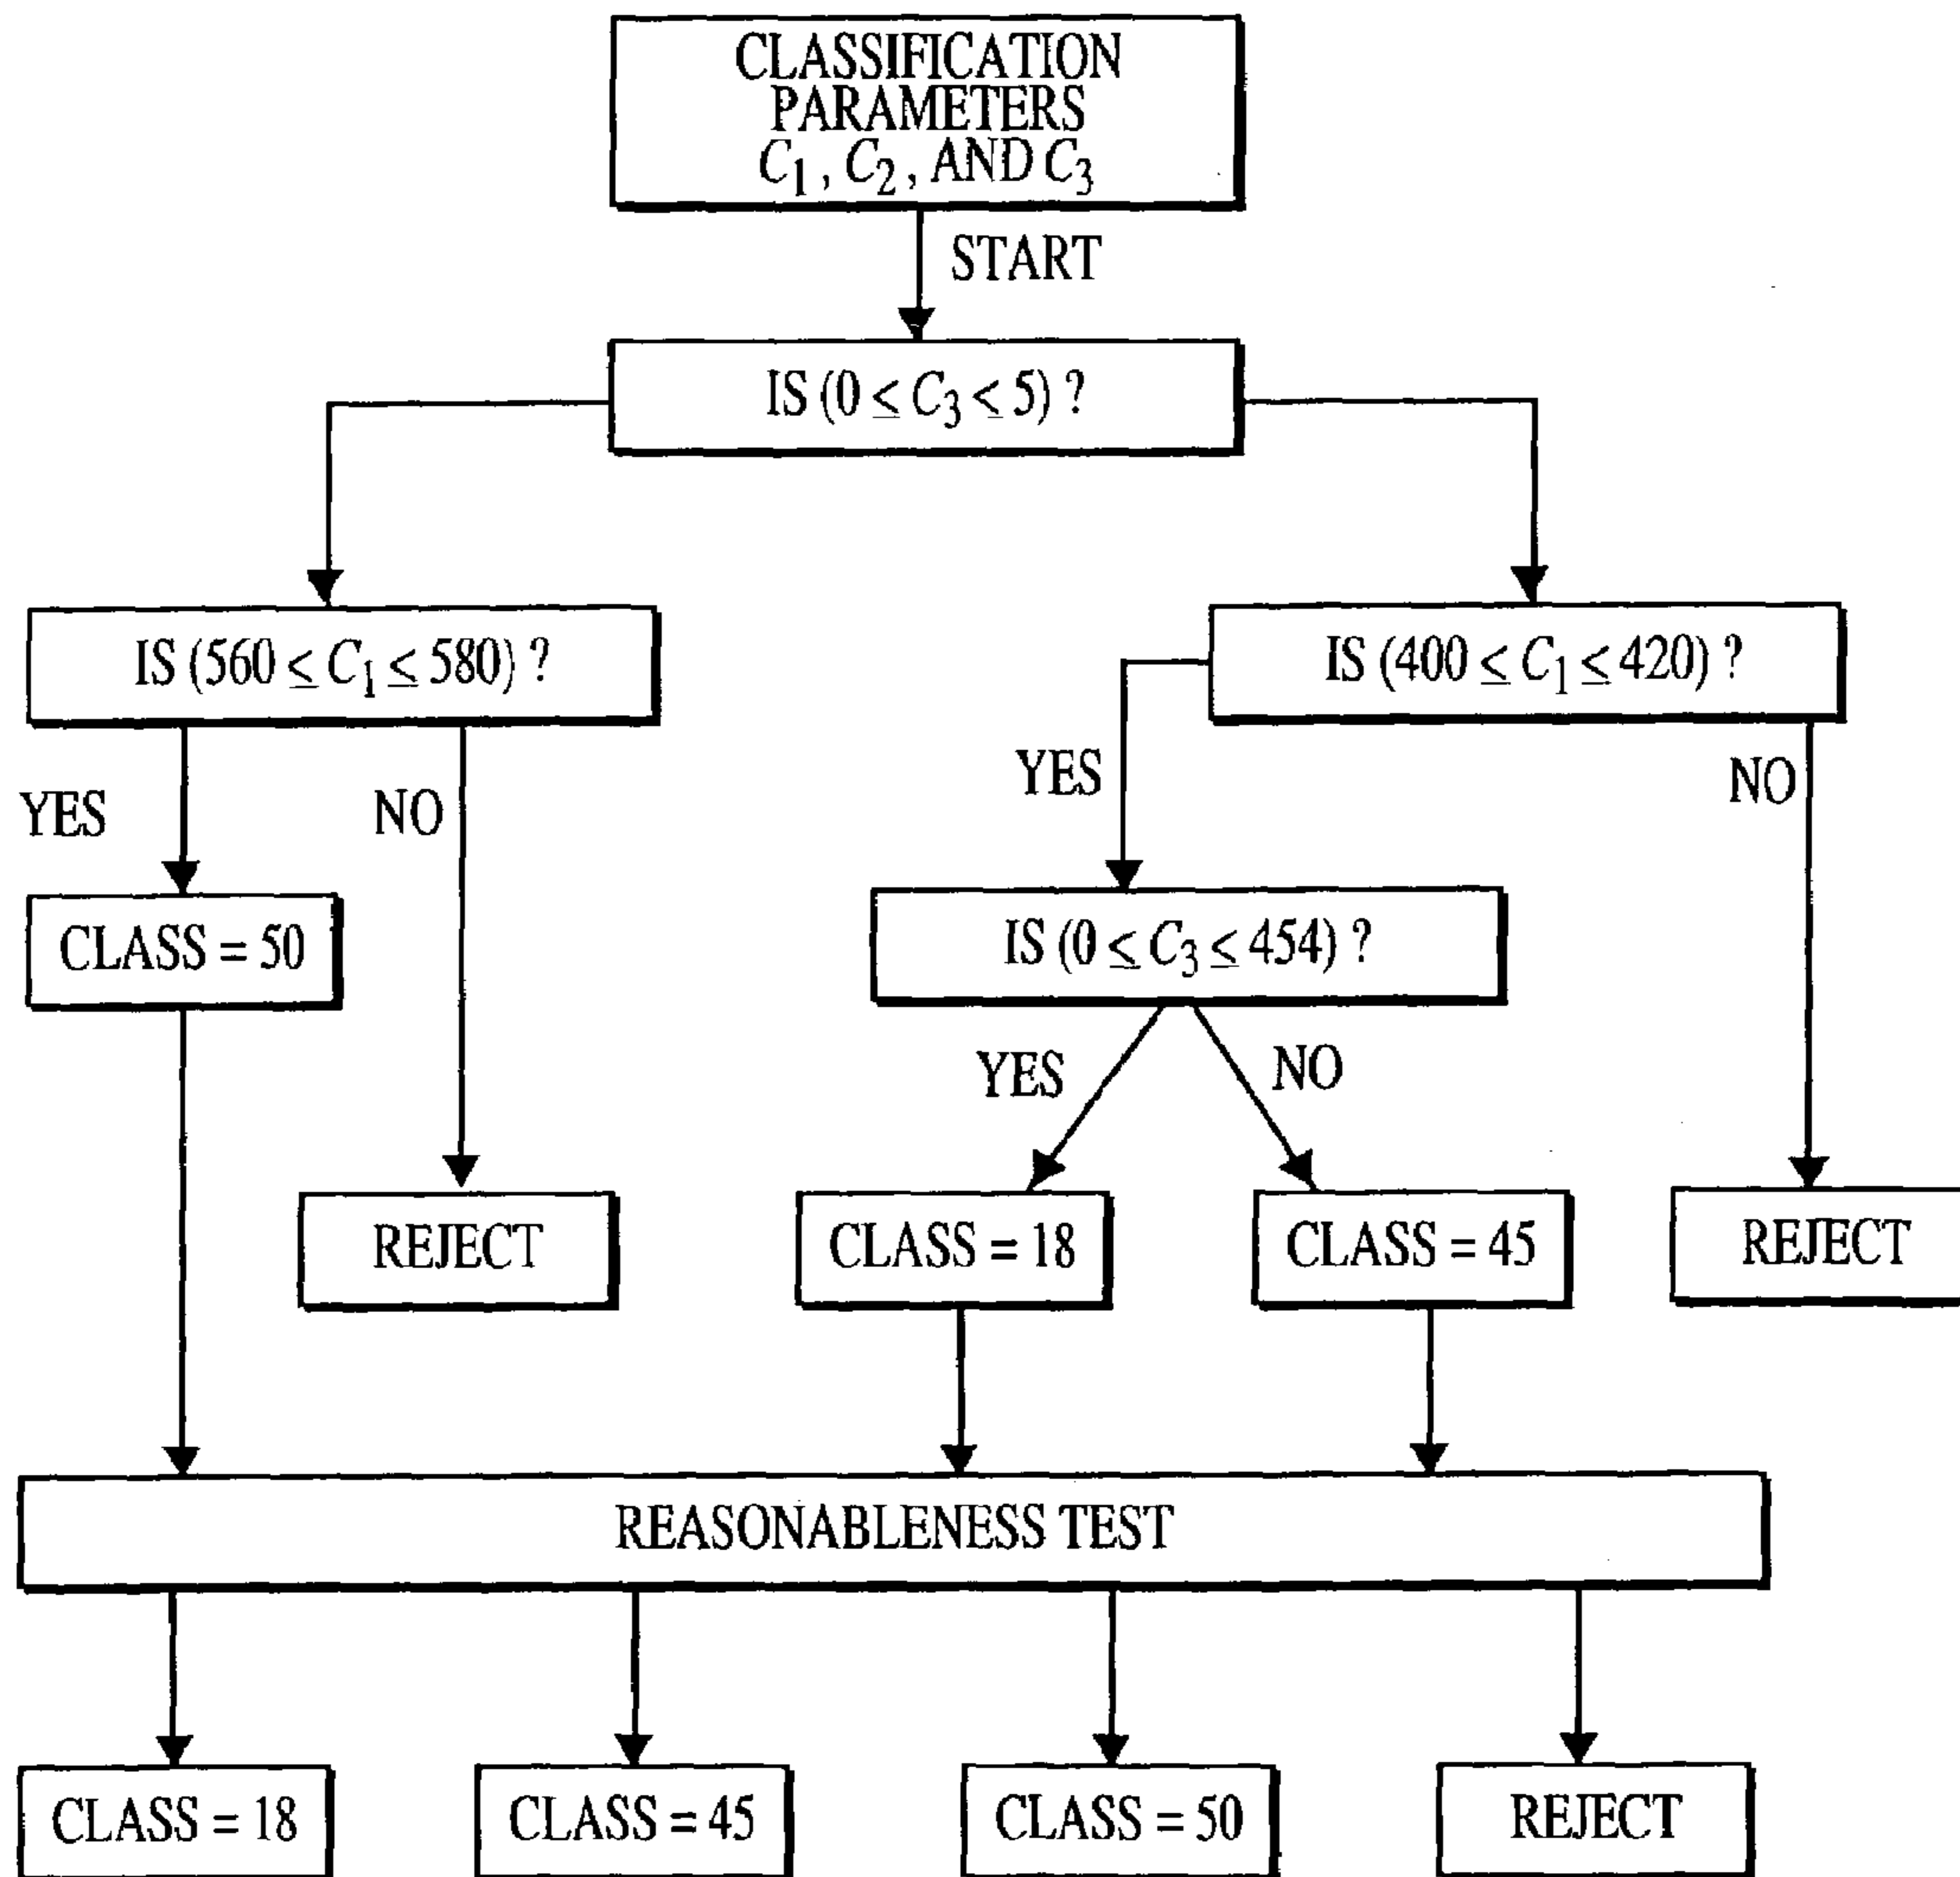 CLASSIFICATION
PARAMETERS
C₁, C₂, AND C₃
START
IS (0 ≤ C₃ < 5) ?
IS (560 ≤ C₁ ≤ 580) ?
IS (400 ≤ C₁ ≤ 420) ?
YES
NO
YES
NO
CLASS = 50
IS (0 ≤ C₃ ≤ 454) ?
YES
NO
REJECT
CLASS = 18
CLASS = 45
REJECT
REASONABLENESS TEST
CLASS = 18
CLASS = 45
CLASS = 50
REJECT